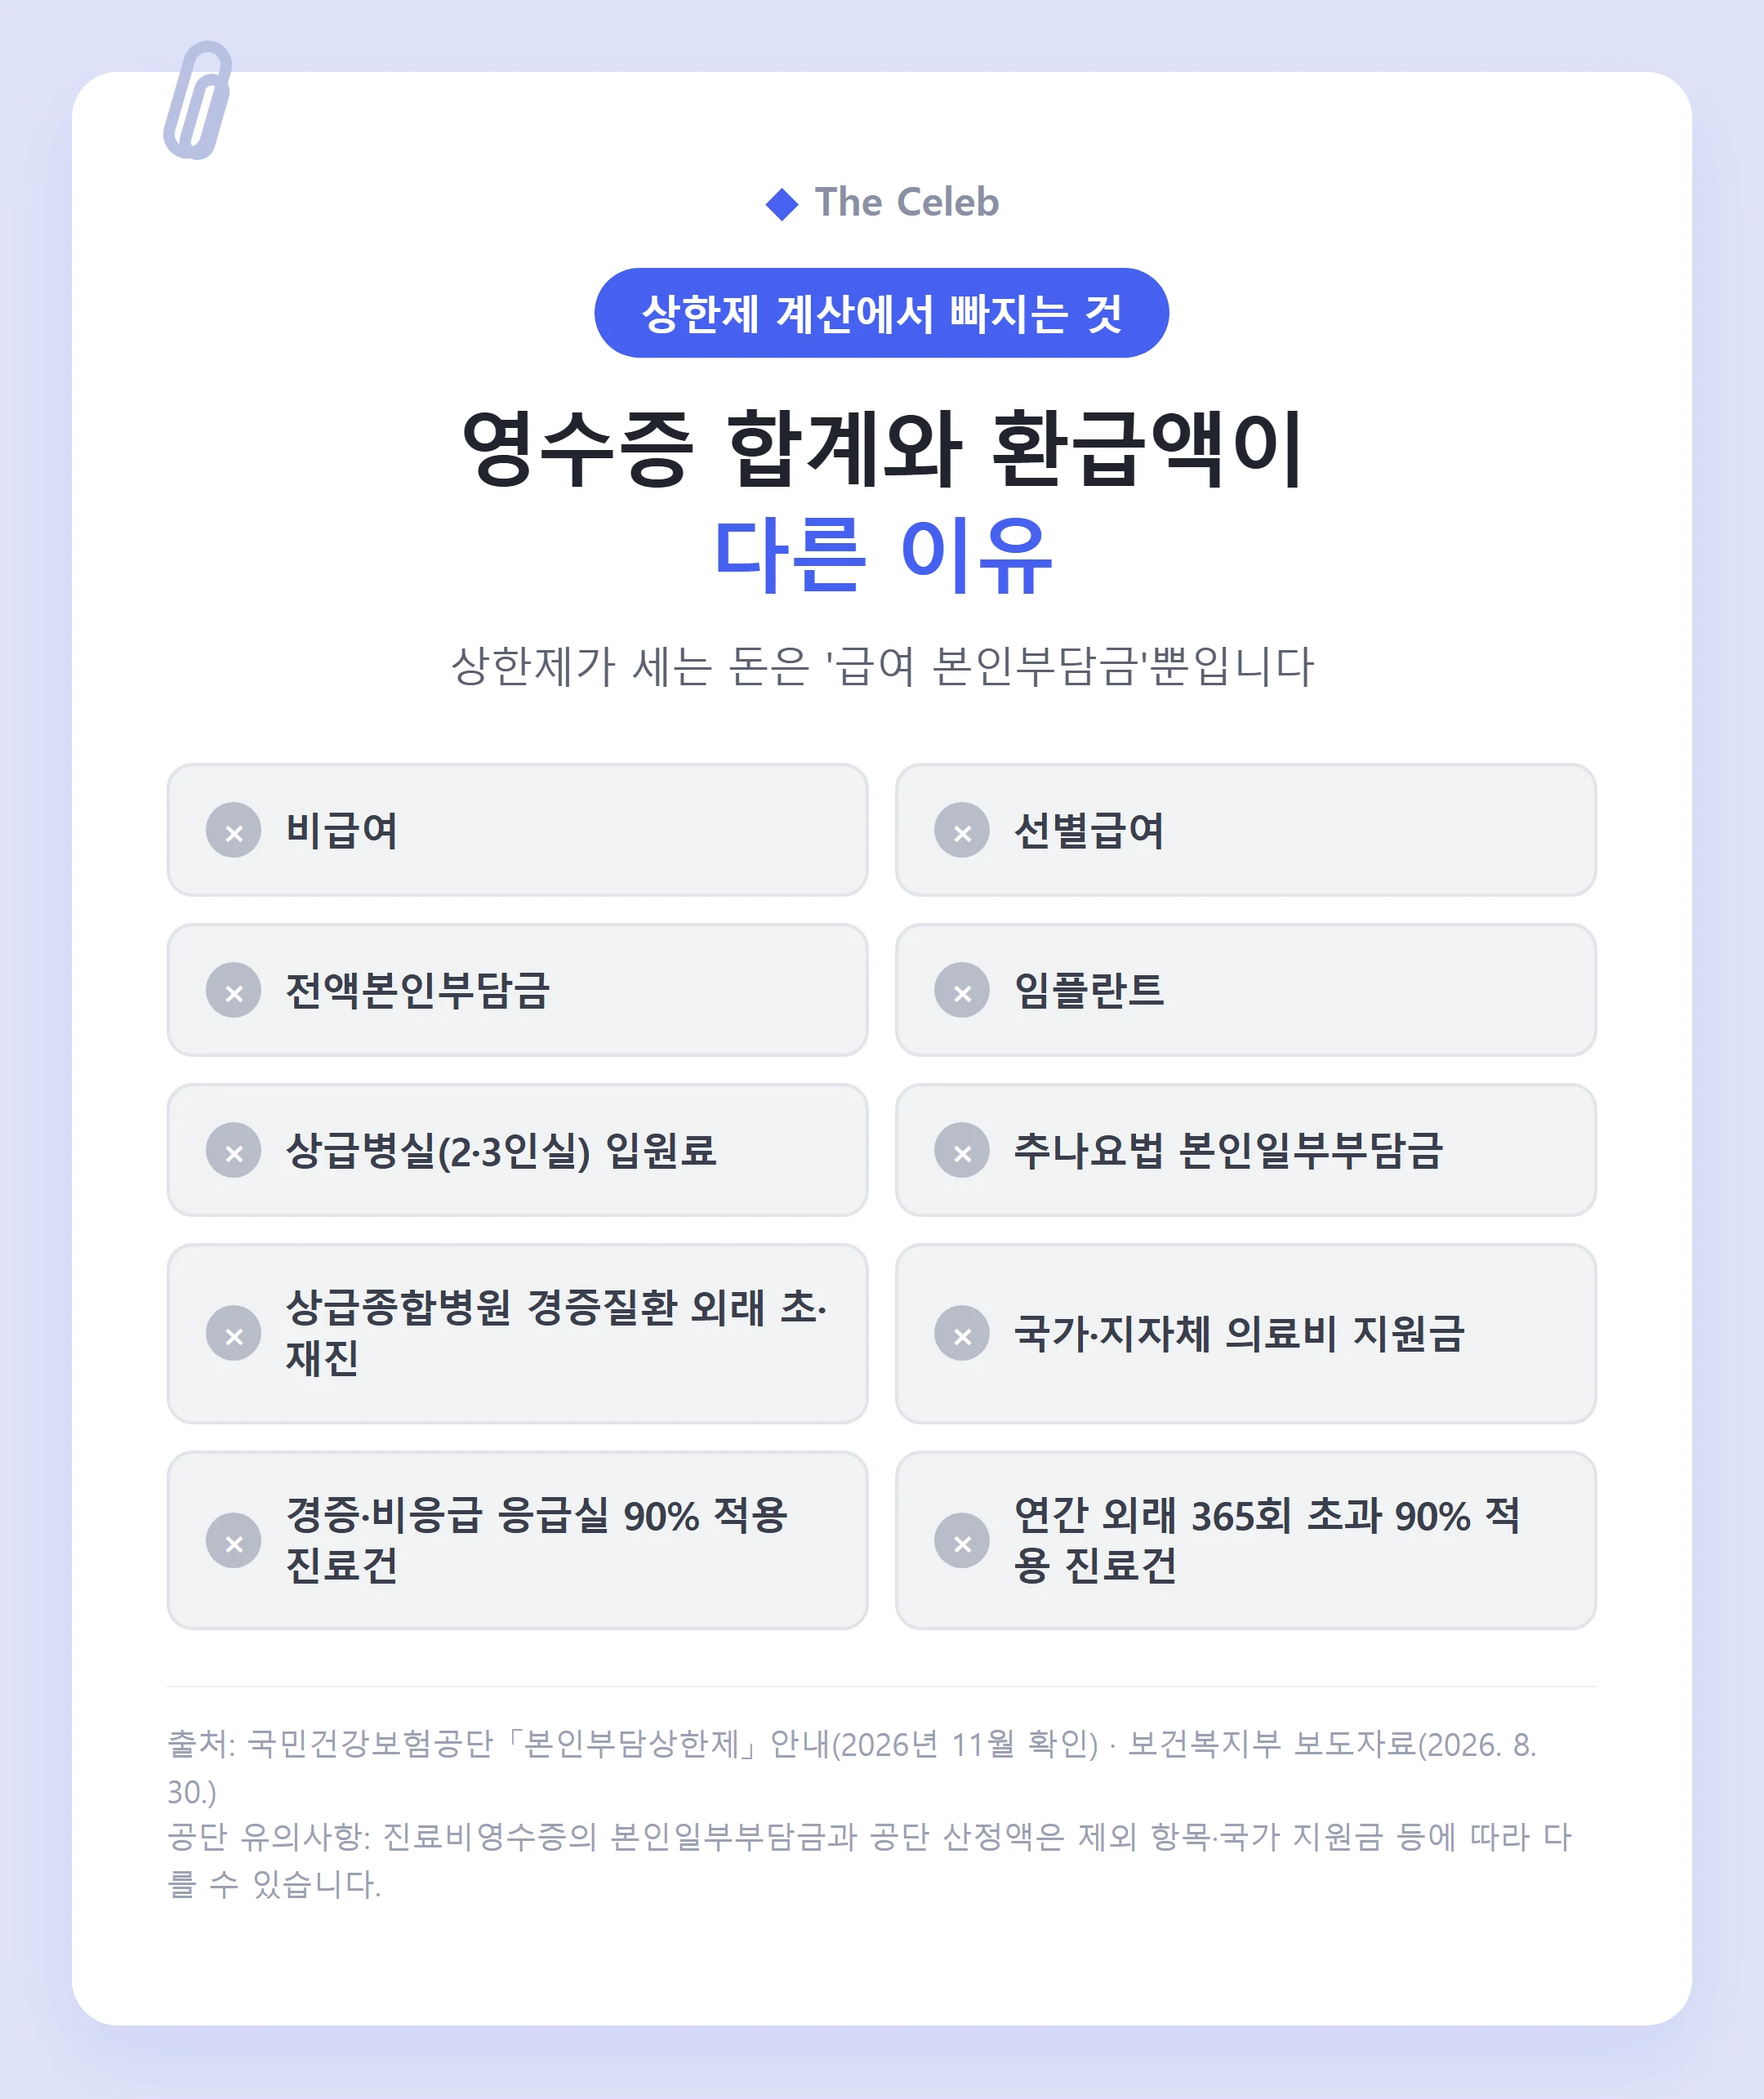 The Celeb
상한제 계산에서 빠지는 것
영수증 합계와 환급액이
다른 이유
상한제가 세는 돈은 '급여 본인부담금'뿐입니다
× 비급여
× 선별급여
× 전액본인부담금
× 임플란트
× 상급병실(2·3인실) 입원료
× 추나요법 본인일부부담금
× 상급종합병원 경증질환 외래 초·
재진
× 국가·지자체 의료비 지원금
× 경증·비응급 응급실 90% 적용
진료건
× 연간 외래 365회 초과 90% 적
용 진료건
출처: 국민건강보험공단「본인부담상한제」안내(2026년 11월 확인) · 보건복지부 보도자료(2026. 8.
30.)
공단 유의사항: 진료비영수증의 본인일부부담금과 공단 산정액은 제외 항목·국가 지원금 등에 따라 다
를 수 있습니다.